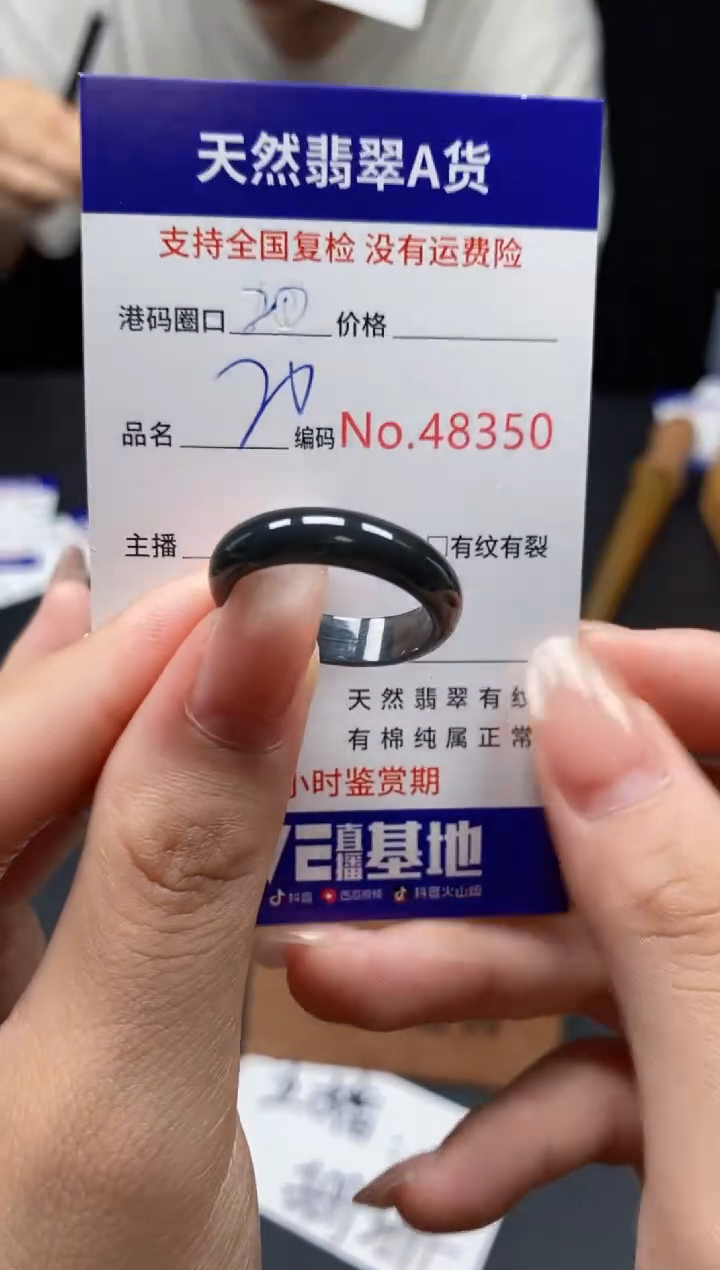 天然翡翠A货
支持全国复检 没有运费险
港码圈口 20 价格
品名 20 编码 No.48350
主播 □有纹有裂
天然翡翠有纹
有棉纯属正常
小时鉴赏期
直播基地
抖音 西瓜视频 抖音火山版